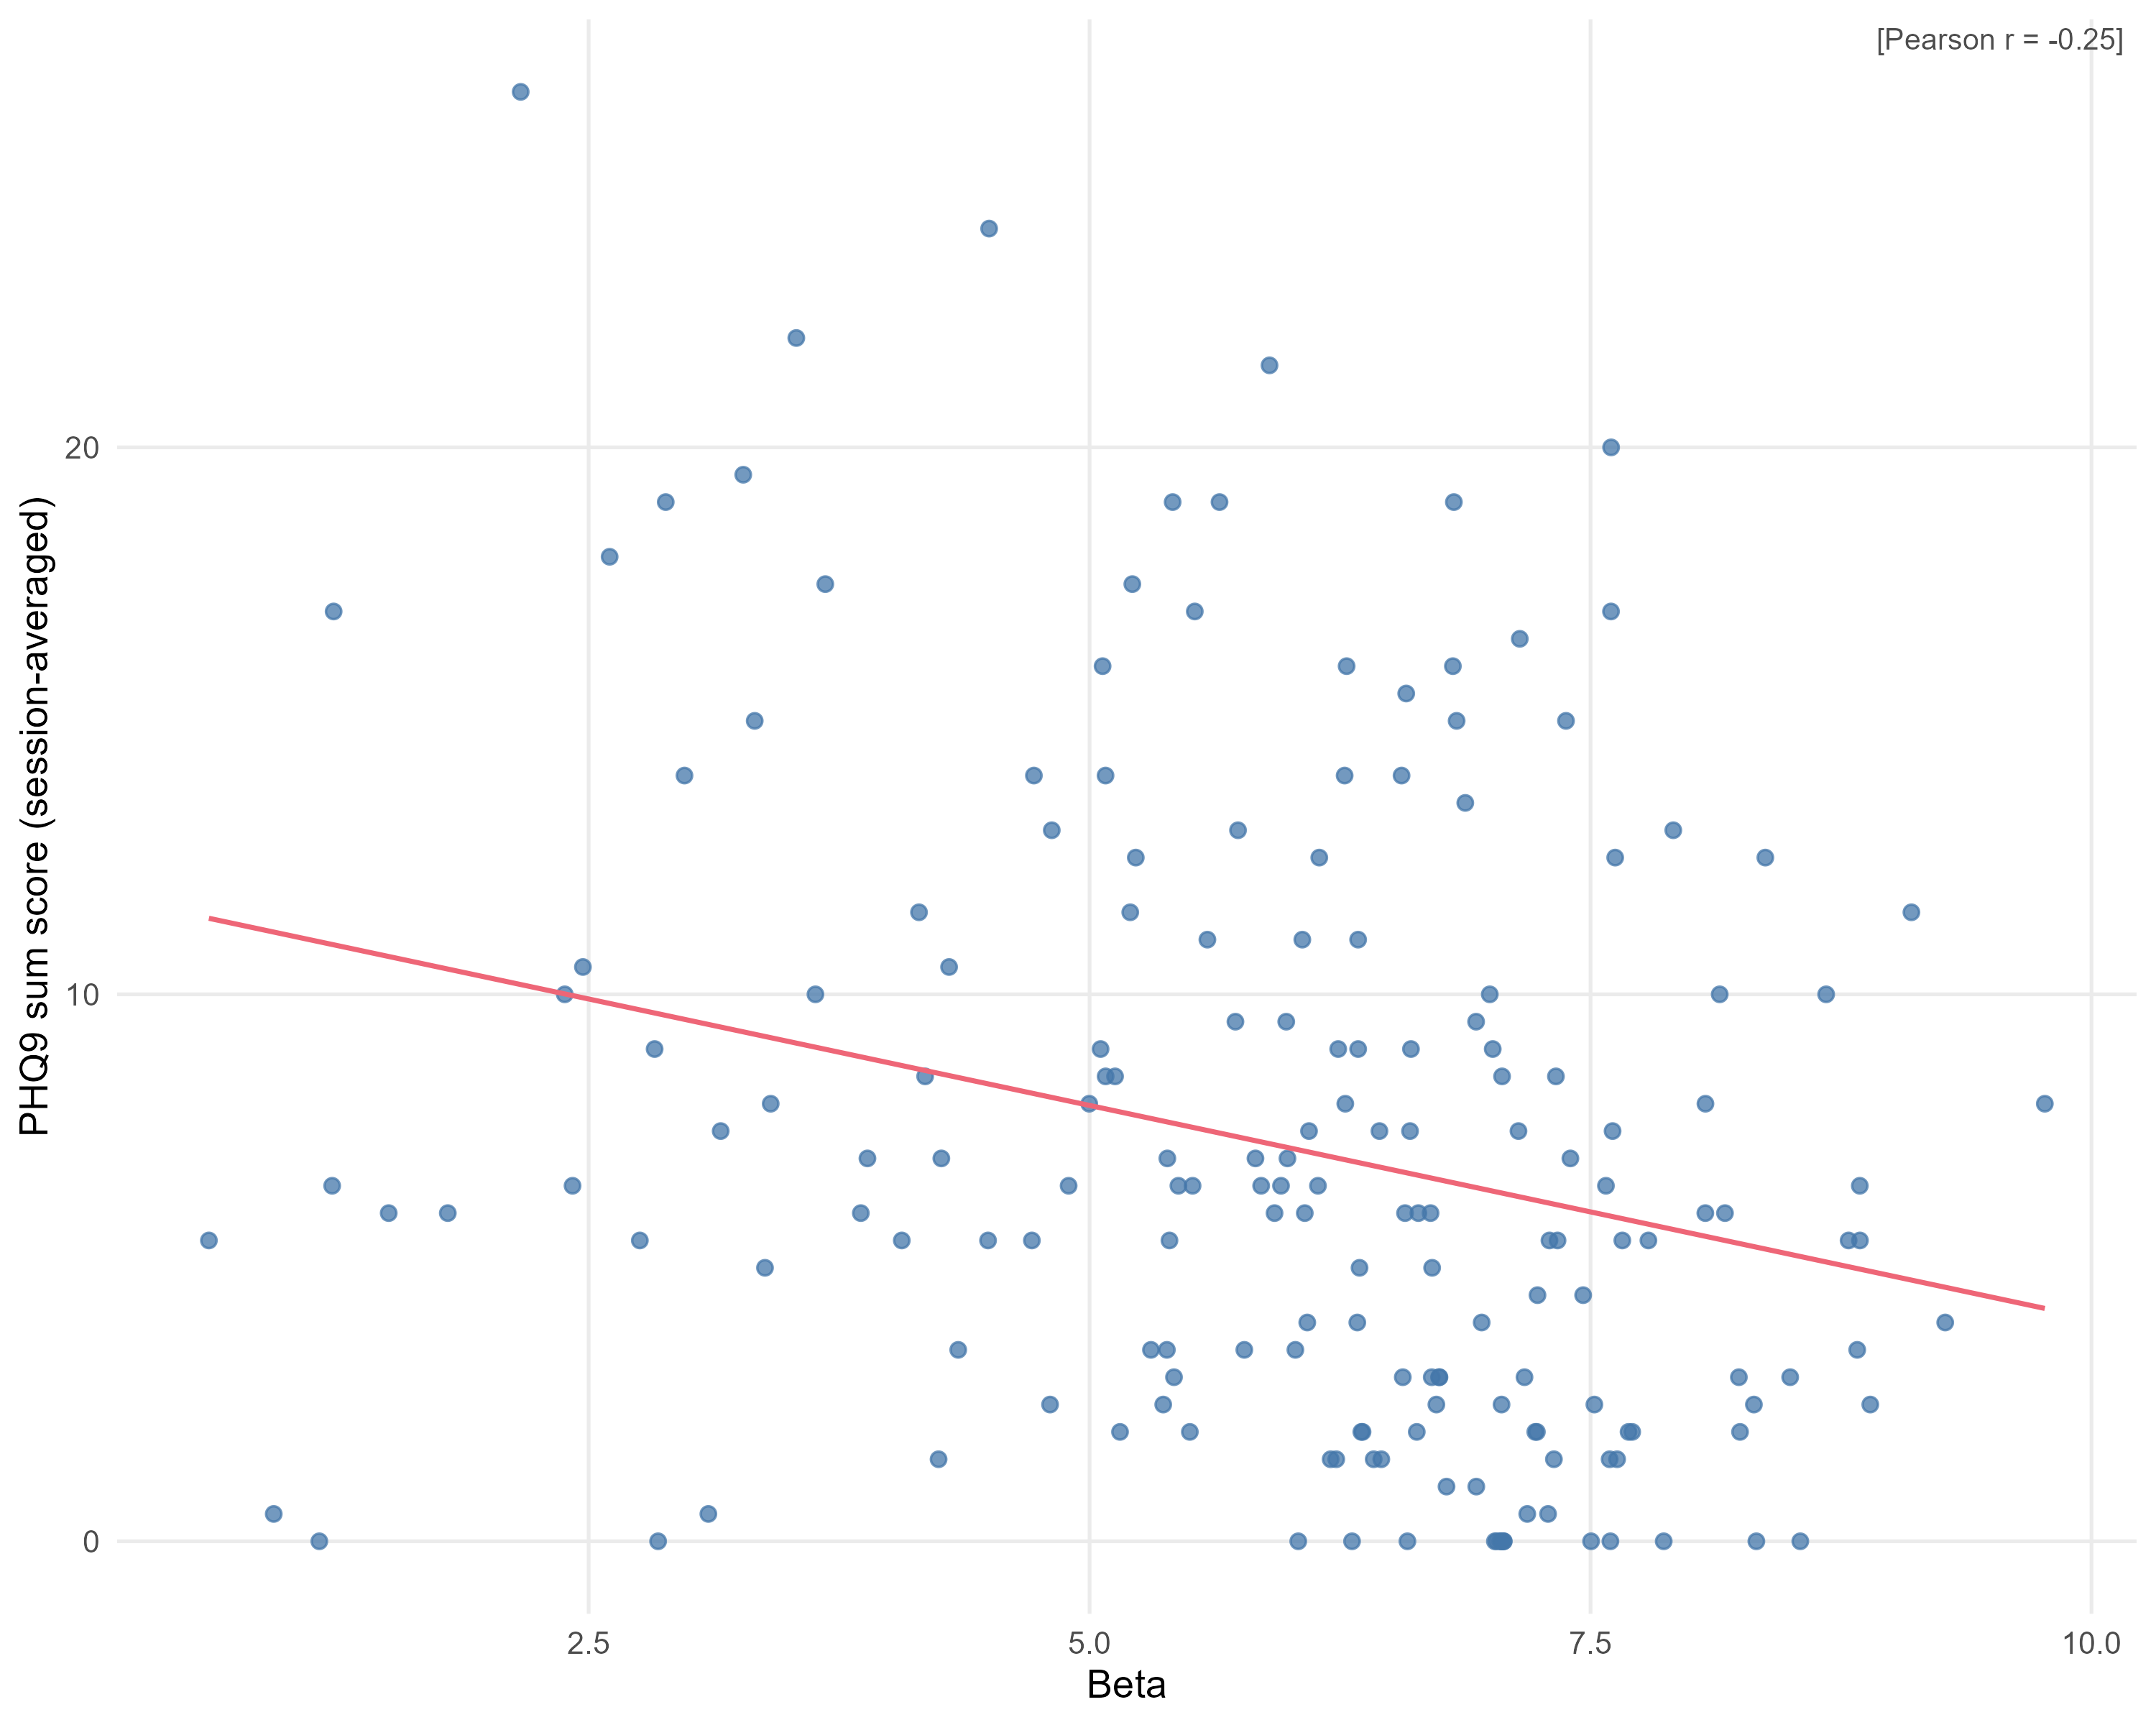 [Pearson r = -0.25]
PHQ9 sum score (session-averaged)
20
10
0
2.5 5.0 7.5 10.0
Beta